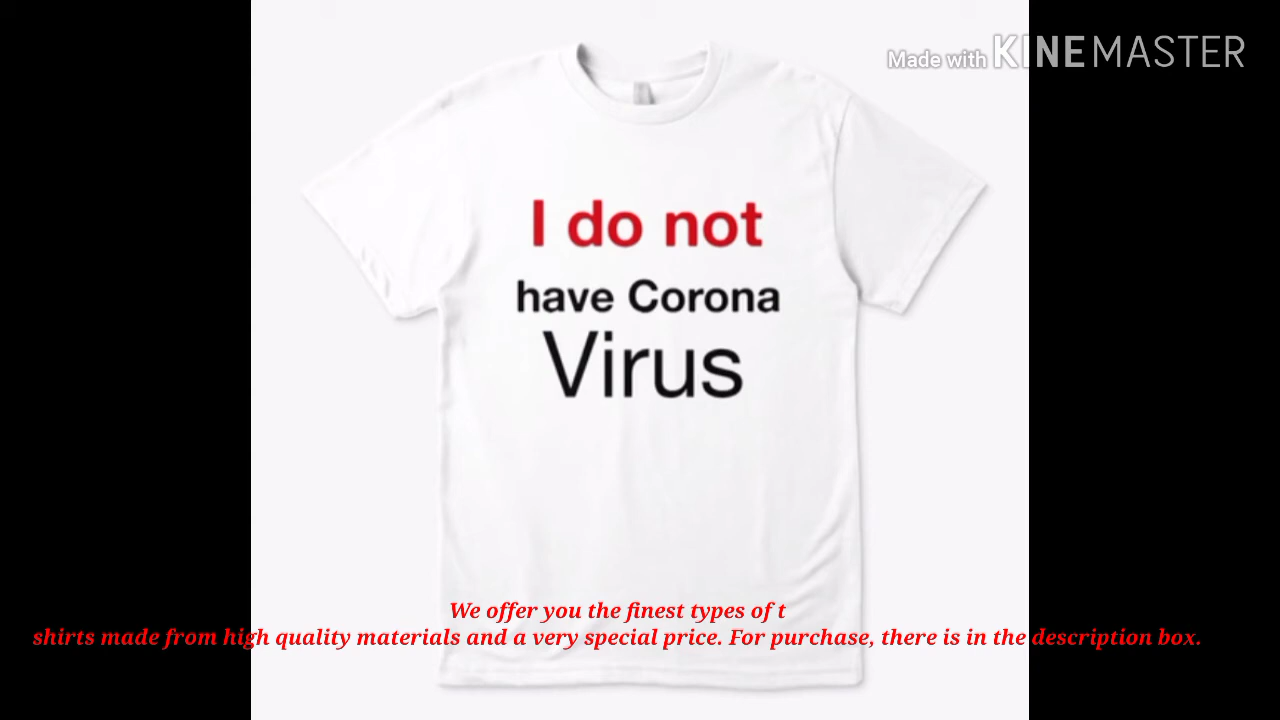 Made with KINEMASTER
I do not
have Corona
Virus
We offer you the finest types of t
shirts made from high quality materials and a very special price. For purchase, there is in the description box.